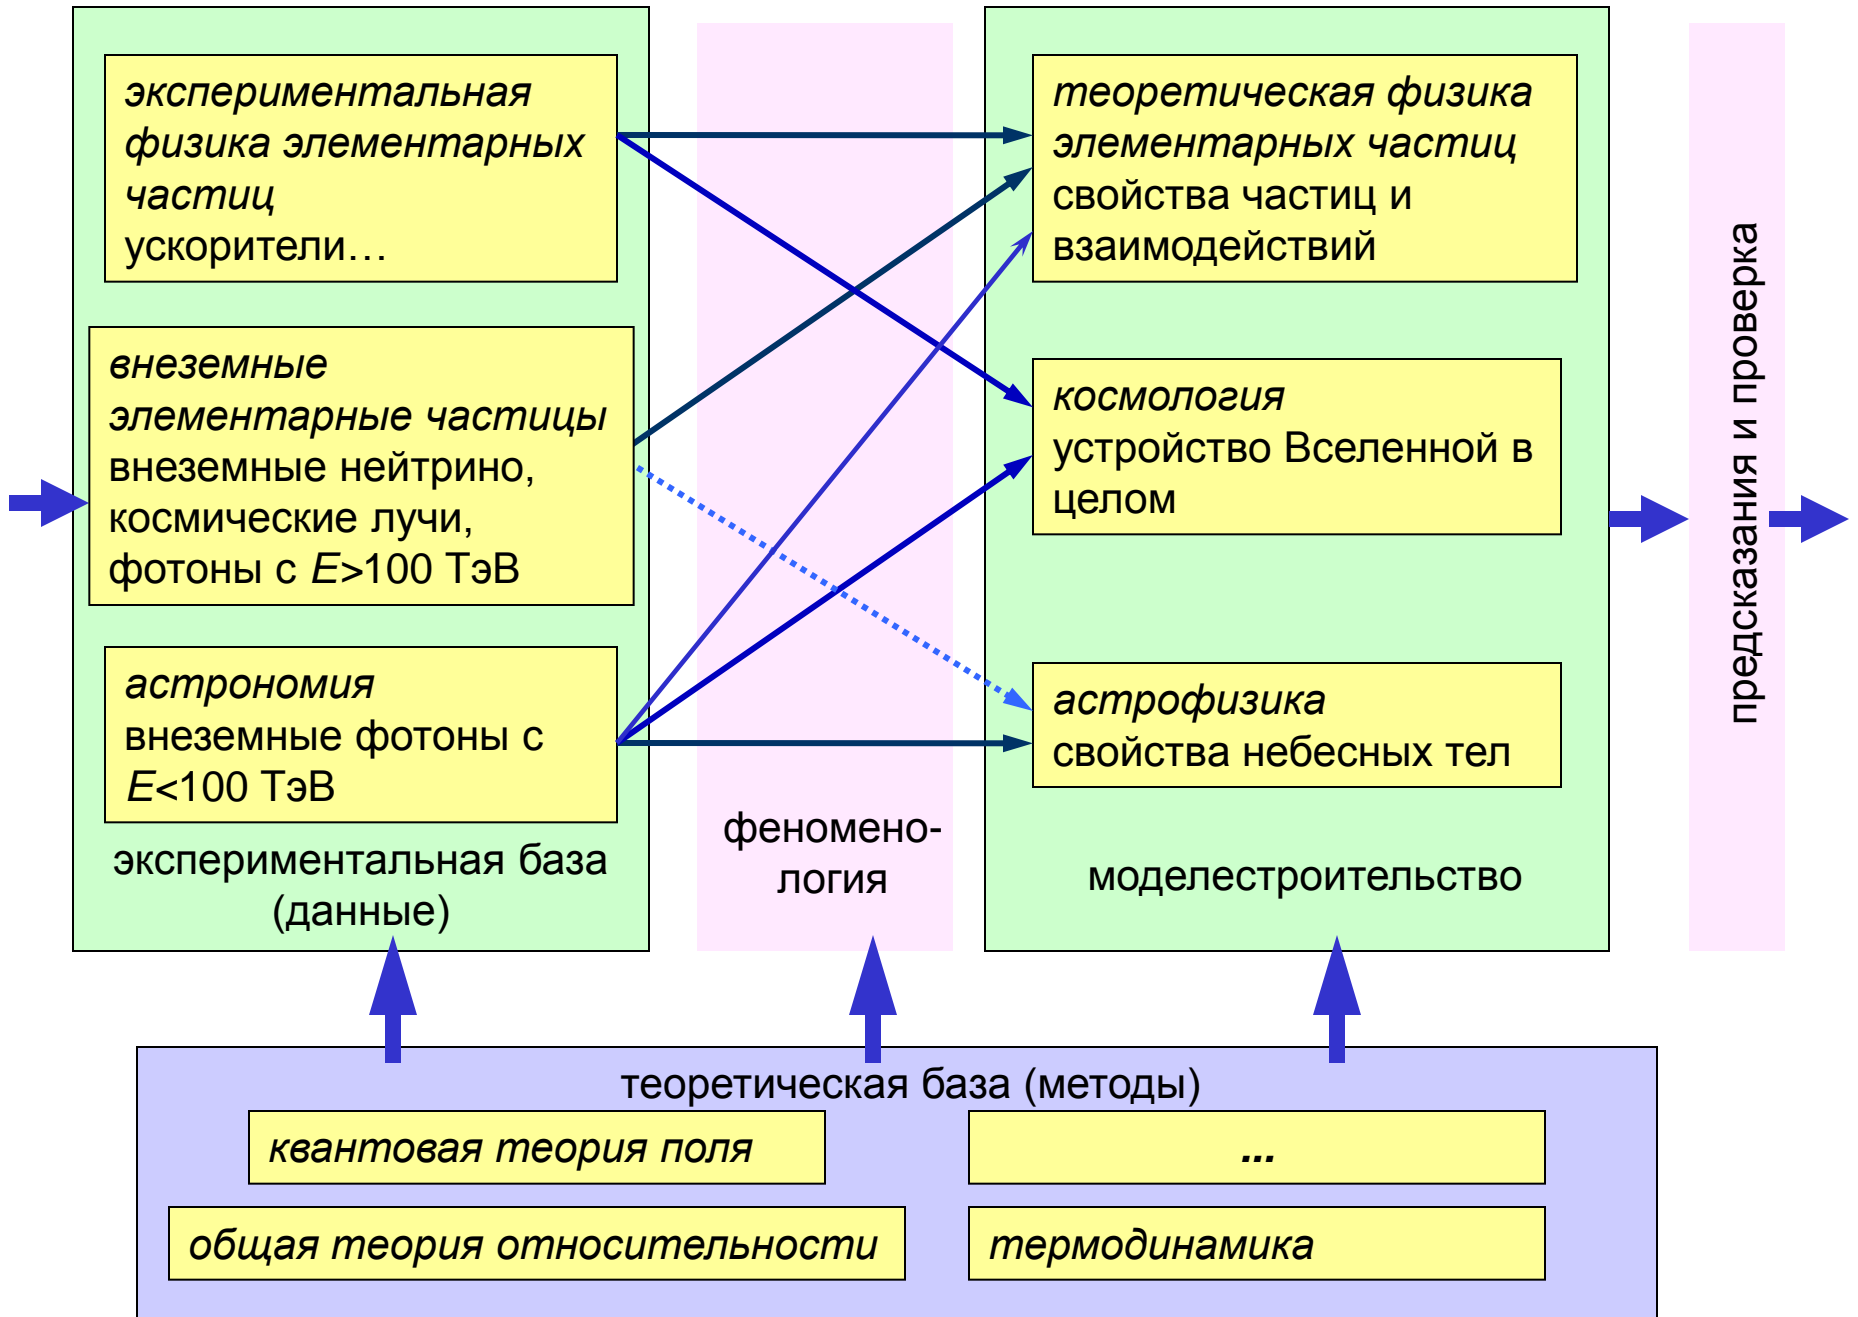 экспериментальная
физика элементарных
частиц
ускорители…
внеземные
элементарные частицы
внеземные нейтрино,
космические лучи,
фотоны с E>100 ТэВ
астрономия
внеземные фотоны с
E<100 ТэВ
экспериментальная база
(данные)
феномено-
логия
теоретическая физика
элементарных частиц
свойства частиц и
взаимодействий
космология
устройство Вселенной в
целом
астрофизика
свойства небесных тел
моделестроительство
предсказания и проверка
теоретическая база (методы)
квантовая теория поля
...
общая теория относительности
термодинамика